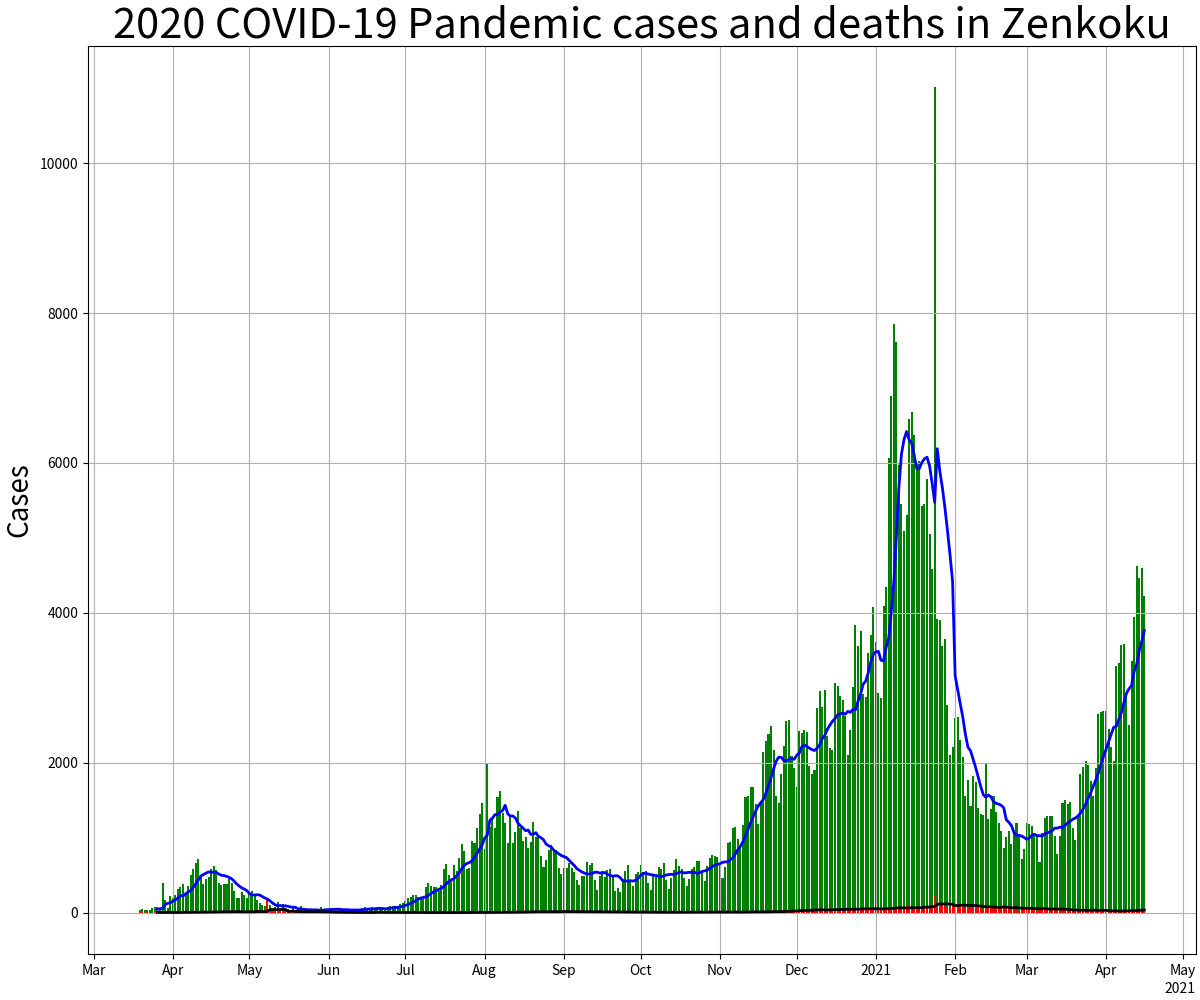 2020 COVID-19 Pandemic cases and deaths in Zenkoku
Cases
10000
8000
6000
4000
2000
0
Mar Apr May Jun Jul Aug Sep Oct Nov Dec 2021 Feb Mar Apr May
2021